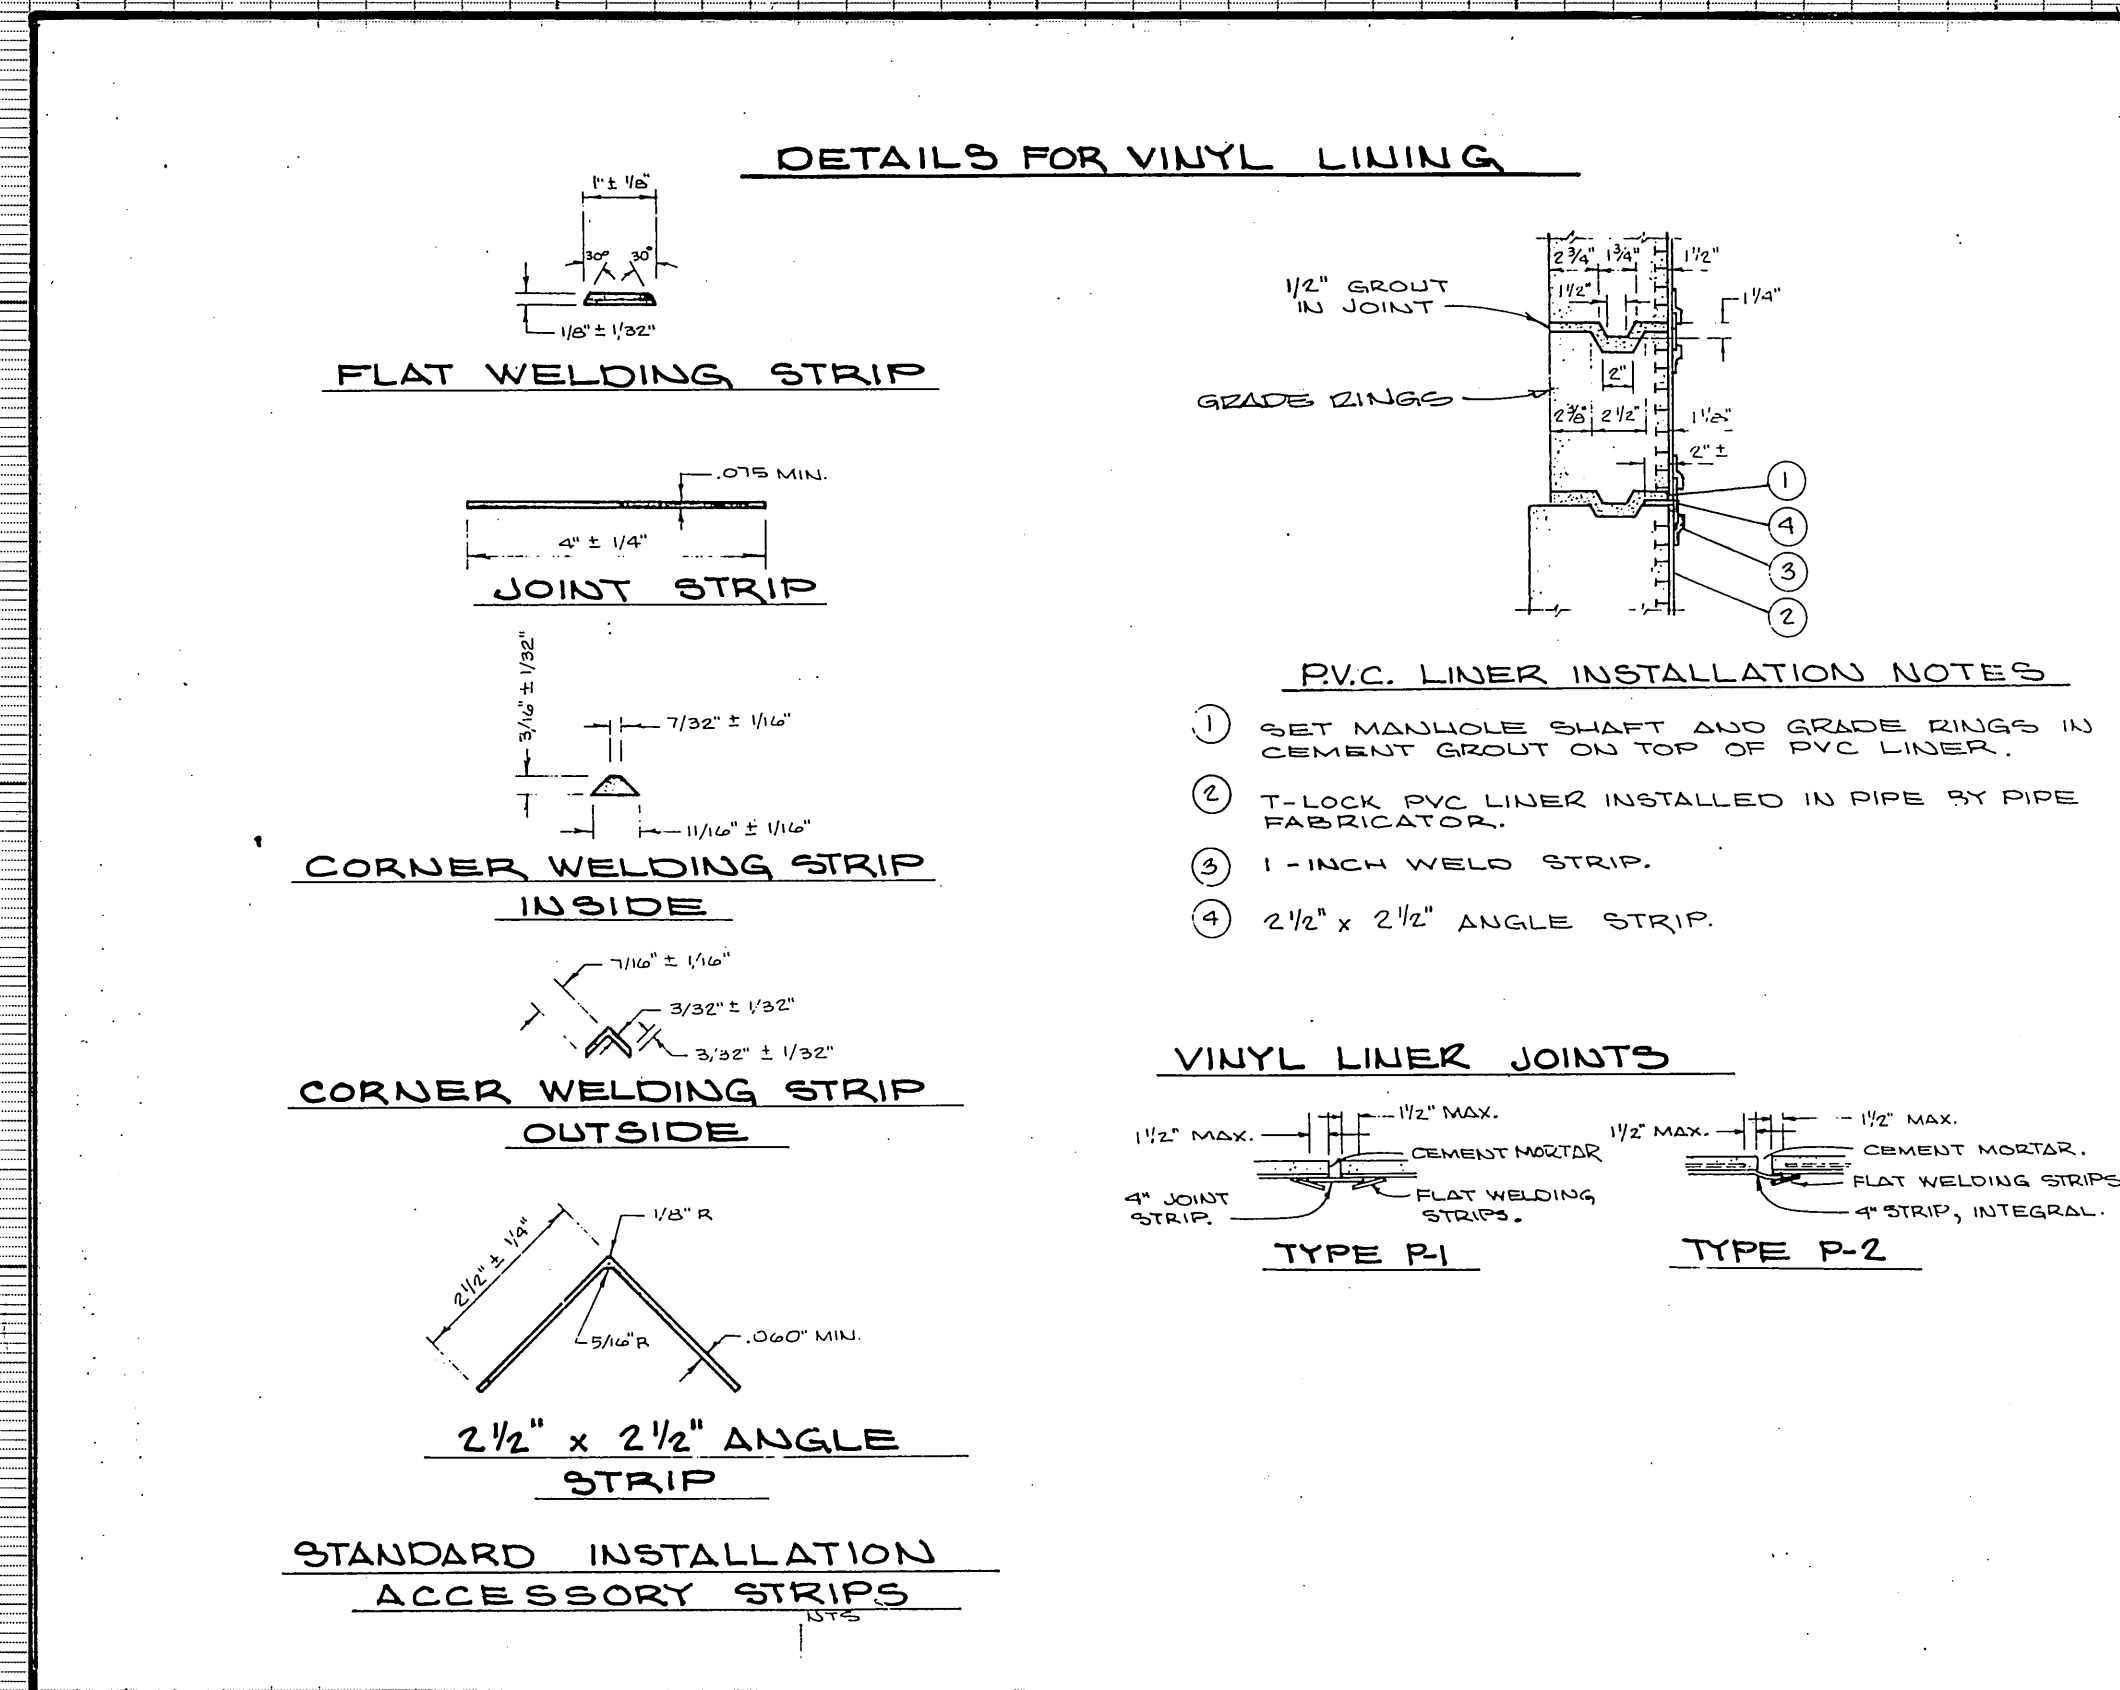 DETAILS FOR VINYL LINING
1" ± 1/8"
30° 30°
1/8" ± 1/32"
FLAT WELDING STRIP
.075 MIN.
4" ± 1/4"
JOINT STRIP
3/16" ± 1/32"
7/32" ± 1/16"
11/16" ± 1/16"
CORNER WELDING STRIP
INSIDE
7/16" ± 1/16"
3/32" ± 1/32"
3/32" ± 1/32"
CORNER WELDING STRIP
OUTSIDE
2 1/2" ± 1/4"
1/8" R
5/16" R
.060" MIN.
2 1/2" x 2 1/2" ANGLE
STRIP
STANDARD INSTALLATION
ACCESSORY STRIPS
NTS
2 3/4" 1 3/4" 1 1/2"
1/2" GROUT
IN JOINT
1 1/2"
1 1/4"
2"
GRADE RINGS
2 3/8" 2 1/2" 1 1/8"
2" ±
1
4
3
2
P.V.C. LINER INSTALLATION NOTES
1 SET MANHOLE SHAFT AND GRADE RINGS IN
CEMENT GROUT ON TOP OF PVC LINER.
2 T-LOCK PVC LINER INSTALLED IN PIPE BY PIPE
FABRICATOR.
3 1-INCH WELD STRIP.
4 2 1/2" x 2 1/2" ANGLE STRIP.
VINYL LINER JOINTS
1 1/2" MAX.
1 1/2" MAX.
CEMENT MORTAR
4" JOINT
STRIP.
FLAT WELDING
STRIPS.
TYPE P-1
1 1/2" MAX.
1 1/2" MAX.
CEMENT MORTAR.
FLAT WELDING STRIPS
4" STRIP, INTEGRAL.
TYPE P-2